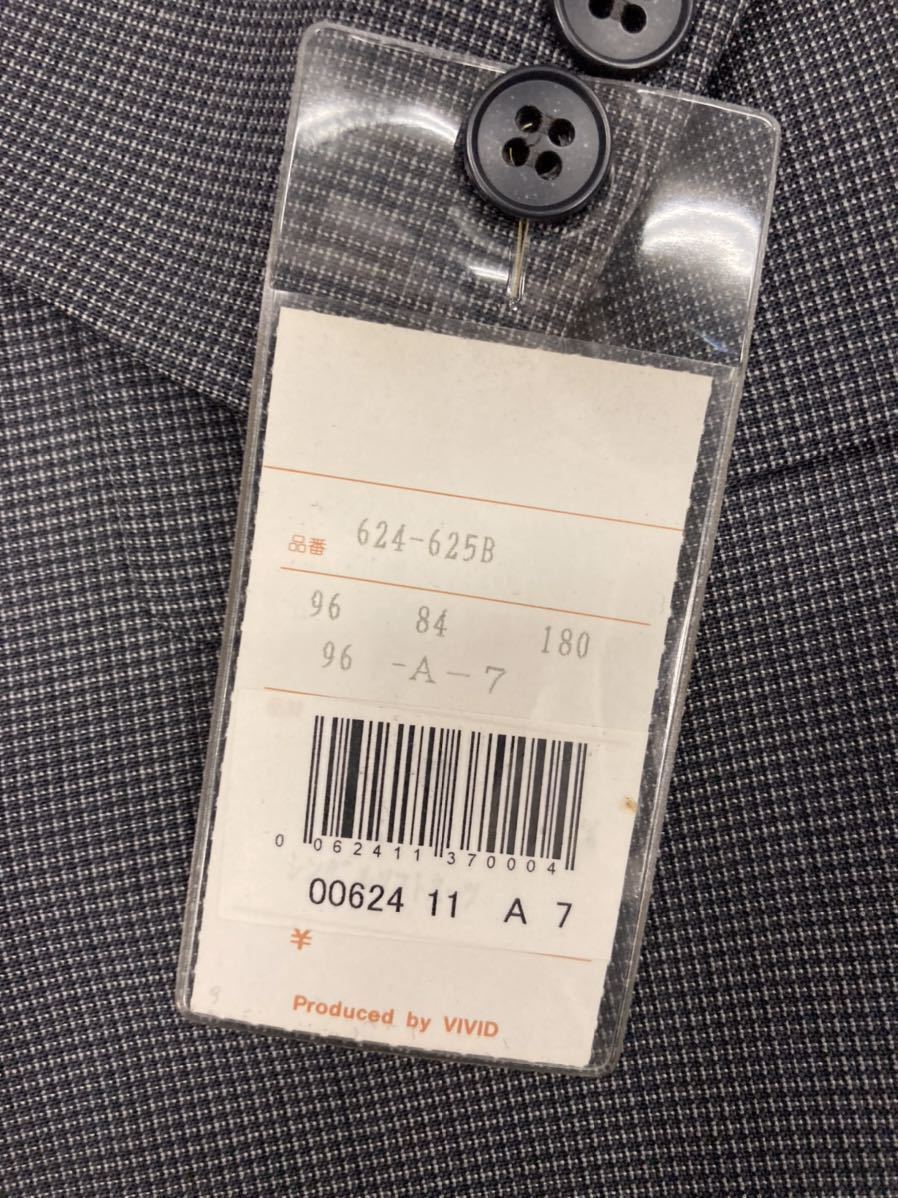 品番 624-625B
96 84 180
96 -A-7
0 062411 370004
00624 11 A 7
¥
Produced by VIVID